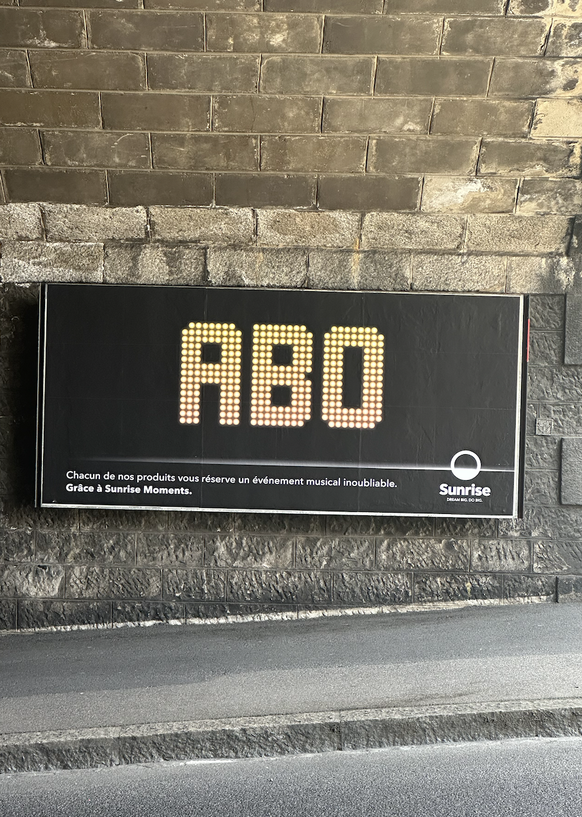 ABO
Chacun de nos produits vous réserve un événement musical inoubliable.
Grâce à Sunrise Moments.
Sunrise
DREAM BIG. DO BIG.